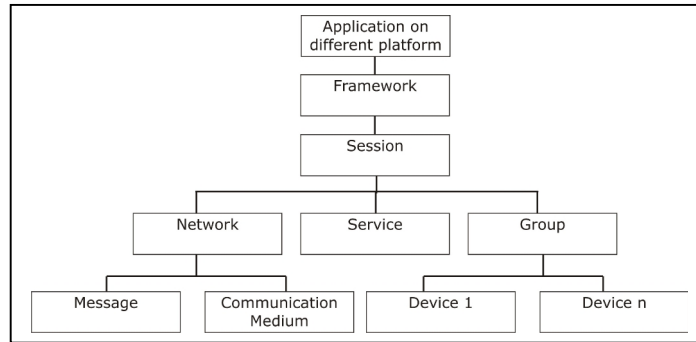 Application on
different platform
Framework
Session
Network
Service
Group
Message
Communication
Medium
Device 1
Device n